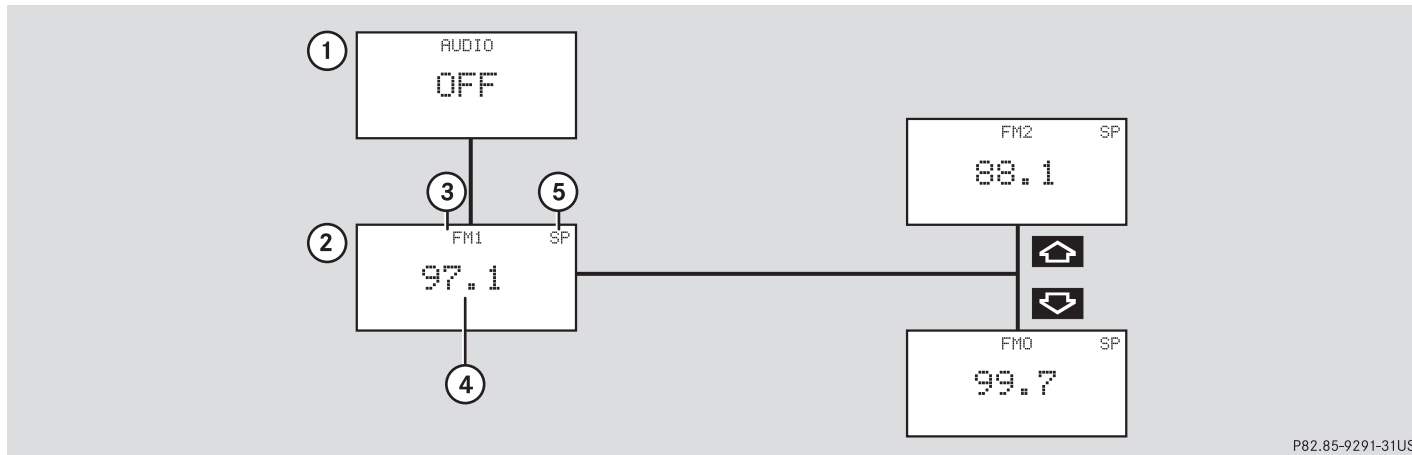 1
AUDIO
OFF
3
5
2
FM1 SP
97.1
4
FM2 SP
88.1
FM0 SP
99.7
P82.85-9291-31US